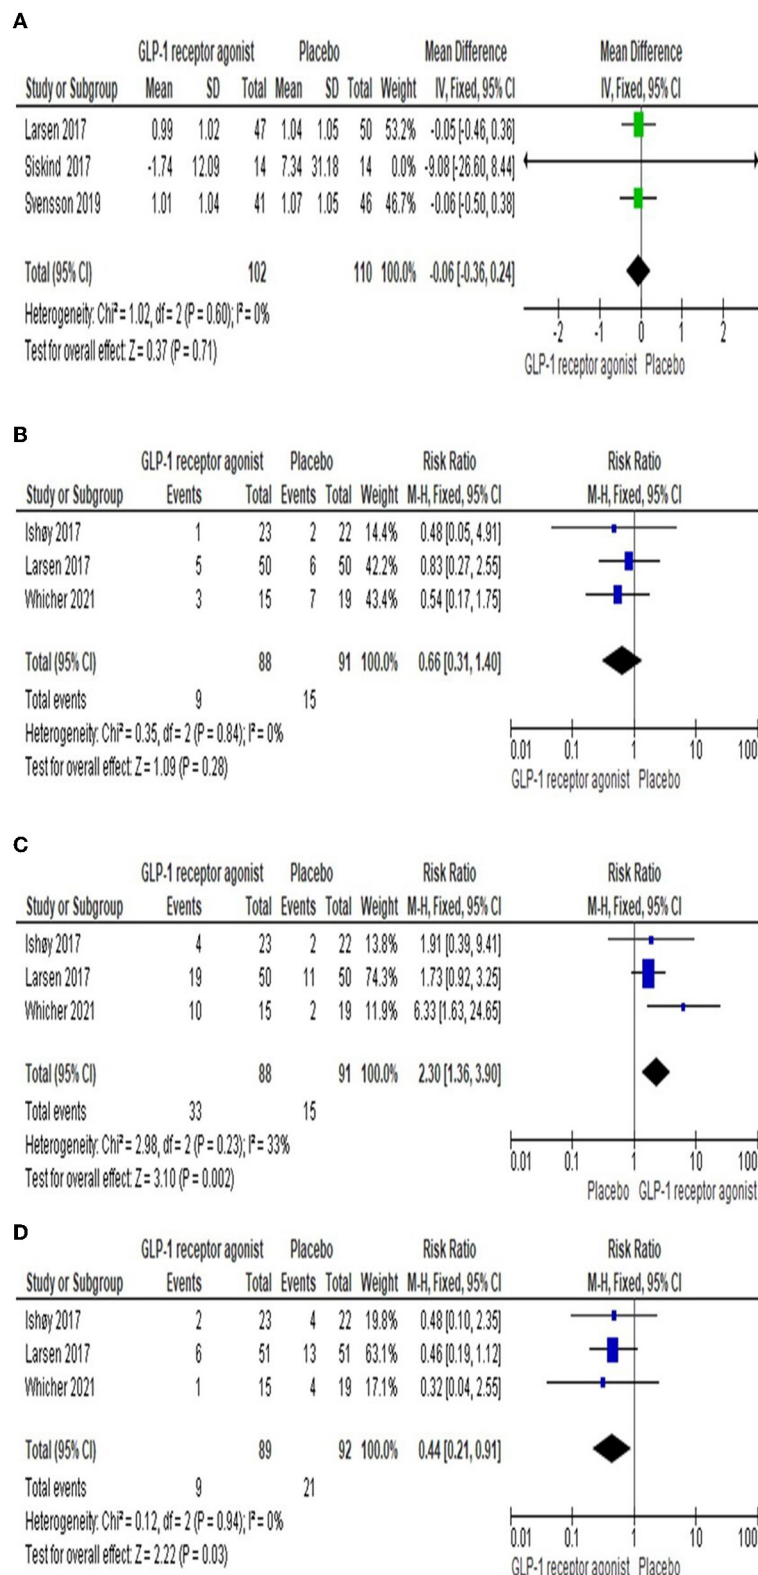 A
GLP-1 receptor agonist Placebo Mean Difference Mean Difference
Study or Subgroup Mean SD Total Mean SD Total Weight IV, Fixed, 95% CI IV, Fixed, 95% CI
Larsen 2017 0.99 1.02 47 1.04 1.05 50 53.2% -0.05 [-0.46, 0.36]
Siskind 2017 -1.74 12.09 14 7.34 31.18 14 0.0% -9.08 [-26.60, 8.44]
Svensson 2019 1.01 1.04 41 1.07 1.05 46 46.7% -0.06 [-0.50, 0.38]
Total (95% CI) 102 110 100.0% -0.06 [-0.36, 0.24]
Heterogeneity: Chi² = 1.02, df = 2 (P = 0.60); I² = 0%
Test for overall effect: Z = 0.37 (P = 0.71)
-2 -1 0 1 2
GLP-1 receptor agonist Placebo
B
GLP-1 receptor agonist Placebo Risk Ratio Risk Ratio
Study or Subgroup Events Total Events Total Weight M-H, Fixed, 95% CI M-H, Fixed, 95% CI
Ishøy 2017 1 23 2 22 14.4% 0.48 [0.05, 4.91]
Larsen 2017 5 50 6 50 42.2% 0.83 [0.27, 2.55]
Whicher 2021 3 15 7 19 43.4% 0.54 [0.17, 1.75]
Total (95% CI) 88 91 100.0% 0.66 [0.31, 1.40]
Total events 9 15
Heterogeneity: Chi² = 0.35, df = 2 (P = 0.84); I² = 0%
Test for overall effect: Z = 1.09 (P = 0.28)
0.01 0.1 1 10 100
GLP-1 receptor agonist Placebo
C
GLP-1 receptor agonist Placebo Risk Ratio Risk Ratio
Study or Subgroup Events Total Events Total Weight M-H, Fixed, 95% CI M-H, Fixed, 95% CI
Ishøy 2017 4 23 2 22 13.8% 1.91 [0.39, 9.41]
Larsen 2017 19 50 11 50 74.3% 1.73 [0.92, 3.25]
Whicher 2021 10 15 2 19 11.9% 6.33 [1.63, 24.65]
Total (95% CI) 88 91 100.0% 2.30 [1.36, 3.90]
Total events 33 15
Heterogeneity: Chi² = 2.98, df = 2 (P = 0.23); I² = 33%
Test for overall effect: Z = 3.10 (P = 0.002)
0.01 0.1 1 10 100
Placebo GLP-1 receptor agonist
D
GLP-1 receptor agonist Placebo Risk Ratio Risk Ratio
Study or Subgroup Events Total Events Total Weight M-H, Fixed, 95% CI M-H, Fixed, 95% CI
Ishøy 2017 2 23 4 22 19.8% 0.48 [0.10, 2.35]
Larsen 2017 6 51 13 51 63.1% 0.46 [0.19, 1.12]
Whicher 2021 1 15 4 19 17.1% 0.32 [0.04, 2.55]
Total (95% CI) 89 92 100.0% 0.44 [0.21, 0.91]
Total events 9 21
Heterogeneity: Chi² = 0.12, df = 2 (P = 0.94); I² = 0%
Test for overall effect: Z = 2.22 (P = 0.03)
0.01 0.1 1 10 100
GLP-1 receptor agonist Placebo